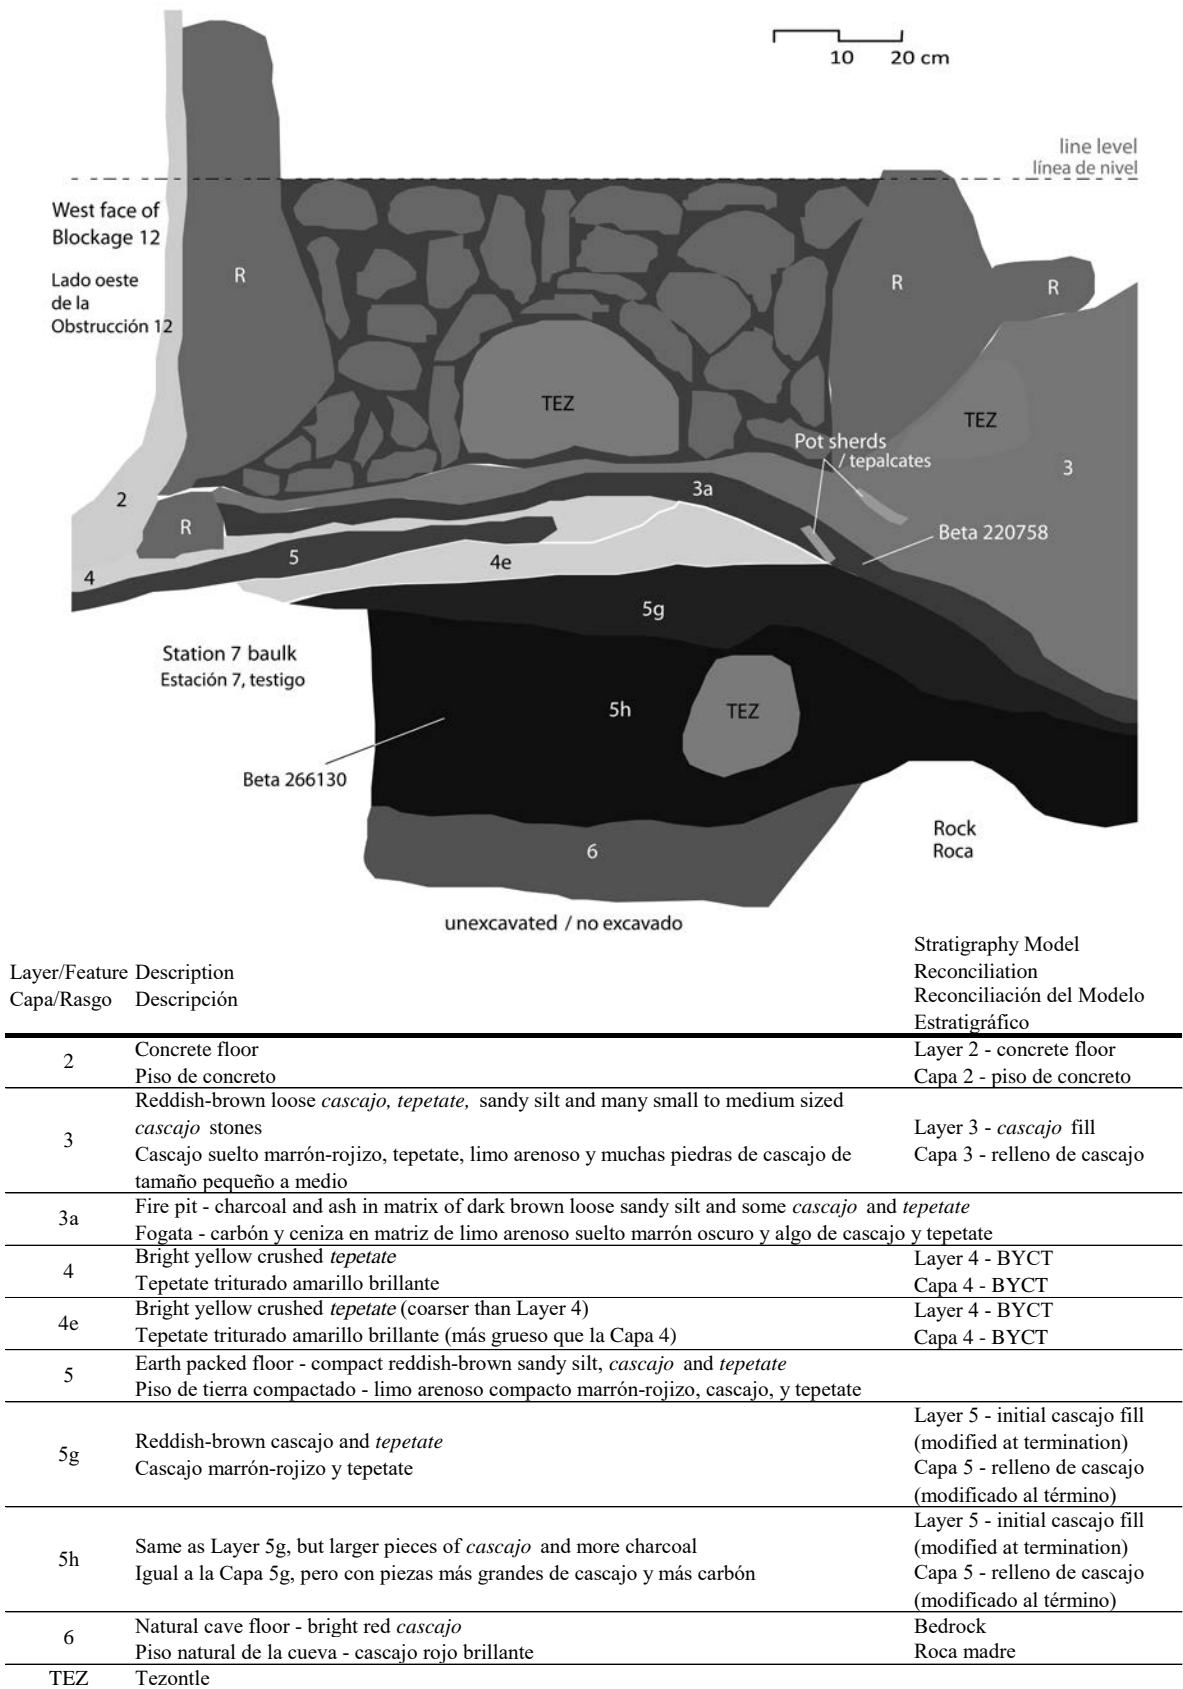 10 20 cm
line level
línea de nivel
West face of
Blockage 12
Lado oeste
de la
Obstrucción 12
R
R
R
TEZ
TEZ
Pot sherds
/ tepalcates
3
3a
2
R
Beta 220758
5
4e
4
5g
Station 7 baulk
Estación 7, testigo
5h
TEZ
Beta 266130
Rock
Roca
6
unexcavated / no excavado
Layer/Feature Description Stratigraphy Model Reconciliation
Capa/Rasgo Descripción Reconciliación del Modelo Estratigráfico
2
Concrete floor
Piso de concreto
Layer 2 - concrete floor
Capa 2 - piso de concreto
3
Reddish-brown loose cascajo, tepetate, sandy silt and many small to medium sized
cascajo stones
Cascajo suelto marrón-rojizo, tepetate, limo arenoso y muchas piedras de cascajo de
tamaño pequeño a medio
Layer 3 - cascajo fill
Capa 3 - relleno de cascajo
3a
Fire pit - charcoal and ash in matrix of dark brown loose sandy silt and some cascajo and tepetate
Fogata - carbón y ceniza en matriz de limo arenoso suelto marrón oscuro y algo de cascajo y tepetate
4
Bright yellow crushed tepetate
Tepetate triturado amarillo brillante
Layer 4 - BYCT
Capa 4 - BYCT
4e
Bright yellow crushed tepetate (coarser than Layer 4)
Tepetate triturado amarillo brillante (más grueso que la Capa 4)
Layer 4 - BYCT
Capa 4 - BYCT
5
Earth packed floor - compact reddish-brown sandy silt, cascajo and tepetate
Piso de tierra compactado - limo arenoso compacto marrón-rojizo, cascajo, y tepetate
5g
Reddish-brown cascajo and tepetate
Cascajo marrón-rojizo y tepetate
Layer 5 - initial cascajo fill
(modified at termination)
Capa 5 - relleno de cascajo
(modificado al término)
5h
Same as Layer 5g, but larger pieces of cascajo and more charcoal
Igual a la Capa 5g, pero con piezas más grandes de cascajo y más carbón
Layer 5 - initial cascajo fill
(modified at termination)
Capa 5 - relleno de cascajo
(modificado al término)
6
Natural cave floor - bright red cascajo
Piso natural de la cueva - cascajo rojo brillante
Bedrock
Roca madre
TEZ Tezontle